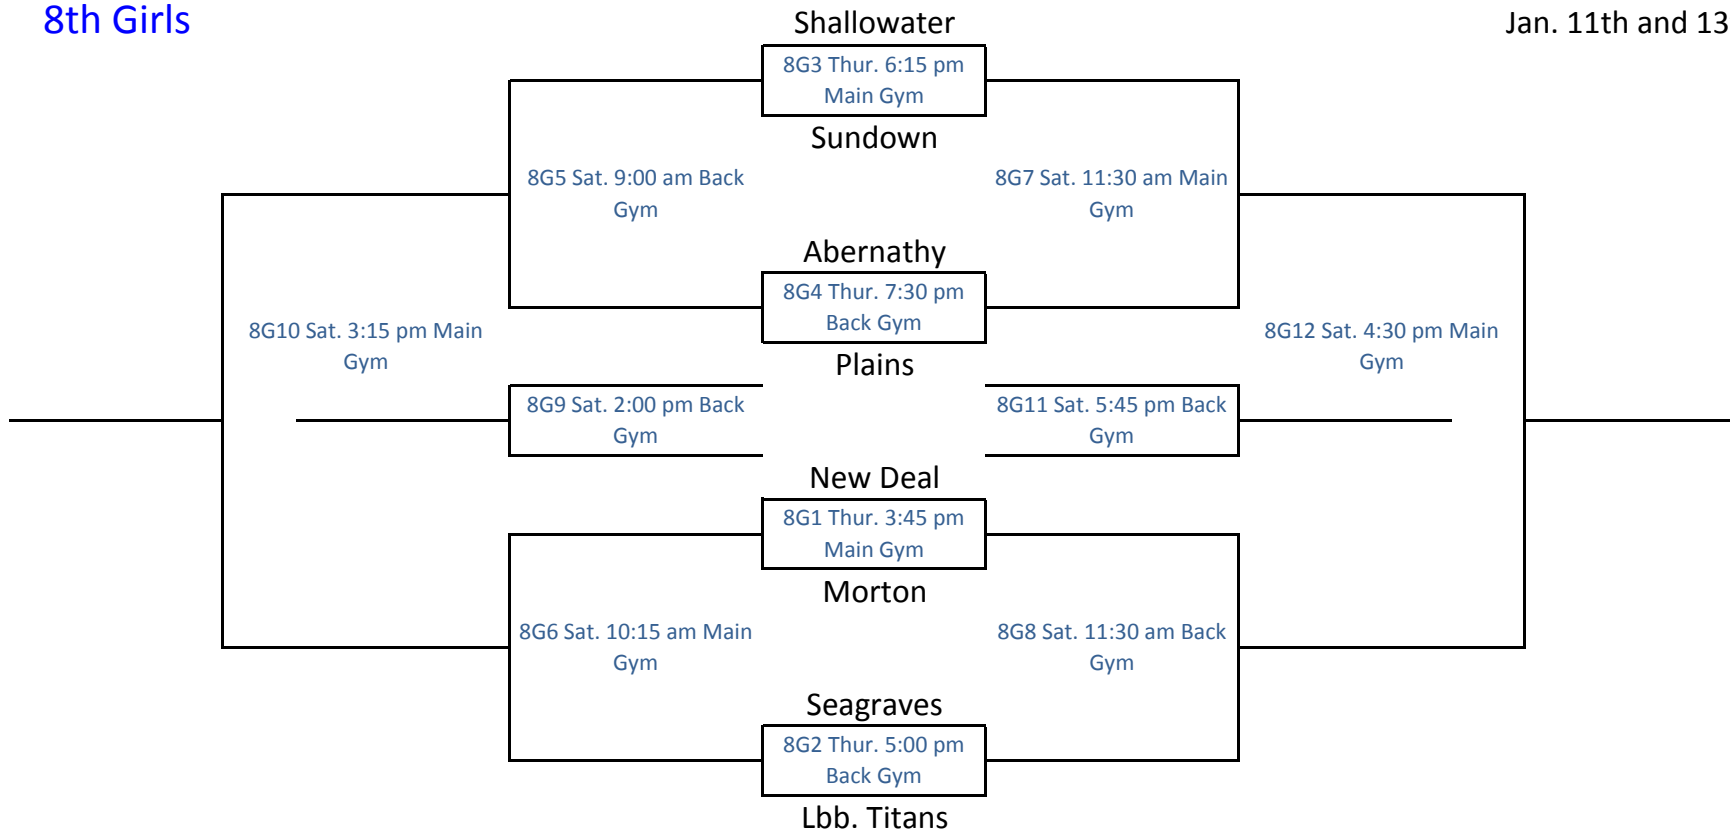 8th Girls
Shallowater
Jan. 11th and 13
8G3 Thur. 6:15 pm
Main Gym
Sundown
8G5 Sat. 9:00 am Back
Gym
8G7 Sat. 11:30 am Main
Gym
Abernathy
8G4 Thur. 7:30 pm
Back Gym
8G10 Sat. 3:15 pm Main
Gym
8G12 Sat. 4:30 pm Main
Gym
Plains
8G9 Sat. 2:00 pm Back
Gym
8G11 Sat. 5:45 pm Back
Gym
New Deal
8G1 Thur. 3:45 pm
Main Gym
Morton
8G6 Sat. 10:15 am Main
Gym
8G8 Sat. 11:30 am Back
Gym
Seagraves
8G2 Thur. 5:00 pm
Back Gym
Lbb. Titans